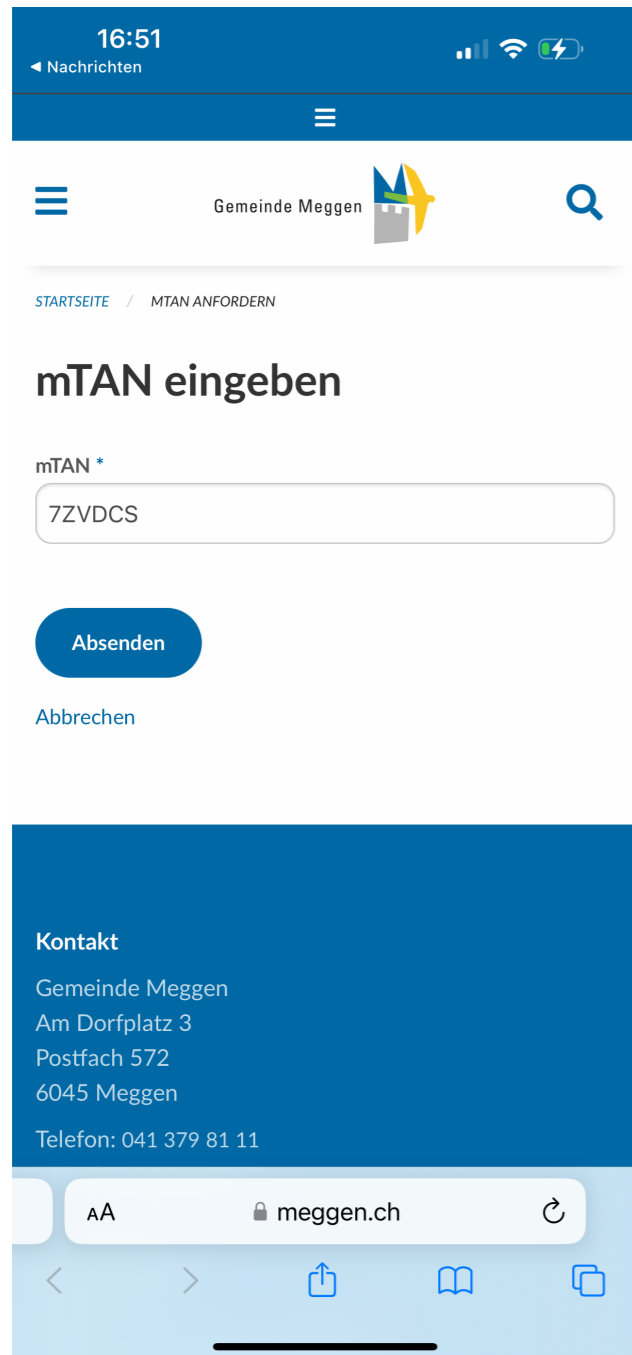 16:51
◀ Nachrichten
Gemeinde Meggen
STARTSEITE / MTAN ANFORDERN
mTAN eingeben
mTAN *
7ZVDCS
Absenden
Abbrechen
Kontakt
Gemeinde Meggen
Am Dorfplatz 3
Postfach 572
6045 Meggen
Telefon: 041 379 81 11
AA meggen.ch